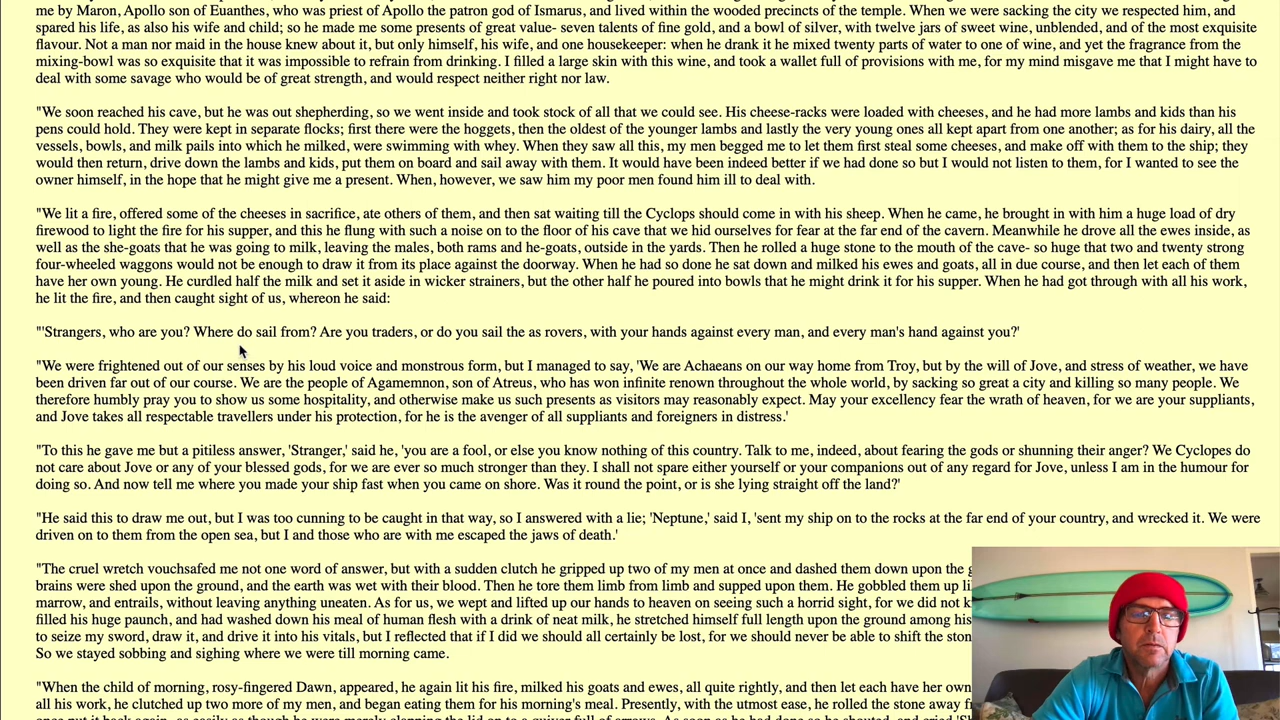 me by Maron, Apollo son of Euanthes, who was priest of Apollo the patron god of Ismarus, and lived within the wooded precincts of the temple. When we were sacking the city we respected him, and
spared his life, as also his wife and child; so he made me some presents of great value- seven talents of fine gold, and a bowl of silver, with twelve jars of sweet wine, unblended, and of the most exquisite
flavour. Not a man nor maid in the house knew about it, but only himself, his wife, and one housekeeper: when he drank it he mixed twenty parts of water to one of wine, and yet the fragrance from the
mixing-bowl was so exquisite that it was impossible to refrain from drinking. I filled a large skin with this wine, and took a wallet full of provisions with me, for my mind misgave me that I might have to
deal with some savage who would be of great strength, and would respect neither right nor law.
"We soon reached his cave, but he was out shepherding, so we went inside and took stock of all that we could see. His cheese-racks were loaded with cheeses, and he had more lambs and kids than his
pens could hold. They were kept in separate flocks; first there were the hoggets, then the oldest of the younger lambs and lastly the very young ones all kept apart from one another; as for his dairy, all the
vessels, bowls, and milk pails into which he milked, were swimming with whey. When they saw all this, my men begged me to let them first steal some cheeses, and make off with them to the ship; they
would then return, drive down the lambs and kids, put them on board and sail away with them. It would have been indeed better if we had done so but I would not listen to them, for I wanted to see the
owner himself, in the hope that he might give me a present. When, however, we saw him my poor men found him ill to deal with.
"We lit a fire, offered some of the cheeses in sacrifice, ate others of them, and then sat waiting till the Cyclops should come in with his sheep. When he came, he brought in with him a huge load of dry
firewood to light the fire for his supper, and this he flung with such a noise on to the floor of his cave that we hid ourselves for fear at the far end of the cavern. Meanwhile he drove all the ewes inside, as
well as the she-goats that he was going to milk, leaving the males, both rams and he-goats, outside in the yards. Then he rolled a huge stone to the mouth of the cave- so huge that two and twenty strong
four-wheeled waggons would not be enough to draw it from its place against the doorway. When he had so done he sat down and milked his ewes and goats, all in due course, and then let each of them
have her own young. He curdled half the milk and set it aside in wicker strainers, but the other half he poured into bowls that he might drink it for his supper. When he had got through with all his work,
he lit the fire, and then caught sight of us, whereon he said:
"'Strangers, who are you? Where do sail from? Are you traders, or do you sail the as rovers, with your hands against every man, and every man's hand against you?'
"We were frightened out of our senses by his loud voice and monstrous form, but I managed to say, 'We are Achaeans on our way home from Troy, but by the will of Jove, and stress of weather, we have
been driven far out of our course. We are the people of Agamemnon, son of Atreus, who has won infinite renown throughout the whole world, by sacking so great a city and killing so many people. We
therefore humbly pray you to show us some hospitality, and otherwise make us such presents as visitors may reasonably expect. May your excellency fear the wrath of heaven, for we are your suppliants,
and Jove takes all respectable travellers under his protection, for he is the avenger of all suppliants and foreigners in distress.'
"To this he gave me but a pitiless answer, 'Stranger,' said he, 'you are a fool, or else you know nothing of this country. Talk to me, indeed, about fearing the gods or shunning their anger? We Cyclopes do
not care about Jove or any of your blessed gods, for we are ever so much stronger than they. I shall not spare either yourself or your companions out of any regard for Jove, unless I am in the humour for
doing so. And now tell me where you made your ship fast when you came on shore. Was it round the point, or is she lying straight off the land?'
"He said this to draw me out, but I was too cunning to be caught in that way, so I answered with a lie; 'Neptune,' said I, 'sent my ship on to the rocks at the far end of your country, and wrecked it. We were
driven on to them from the open sea, but I and those who are with me escaped the jaws of death.'
"The cruel wretch vouchsafed me not one word of answer, but with a sudden clutch he gripped up two of my men at once and dashed them down upon the
brains were shed upon the ground, and the earth was wet with their blood. Then he tore them limb from limb and supped upon them. He gobbled them up
marrow, and entrails, without leaving anything uneaten. As for us, we wept and lifted up our hands to heaven on seeing such a horrid sight, for we did not
filled his huge paunch, and had washed down his meal of human flesh with a drink of neat milk, he stretched himself full length upon the ground among his
to seize my sword, draw it, and drive it into his vitals, but I reflected that if I did we should all certainly be lost, for we should never be able to shift the
So we stayed sobbing and sighing where we were till morning came.
"When the child of morning, rosy-fingered Dawn, appeared, he again lit his fire, milked his goats and ewes, all quite rightly, and then let each have her own
all his work, he clutched up two more of my men, and began eating them for his morning's meal. Presently, with the utmost ease, he rolled the stone away